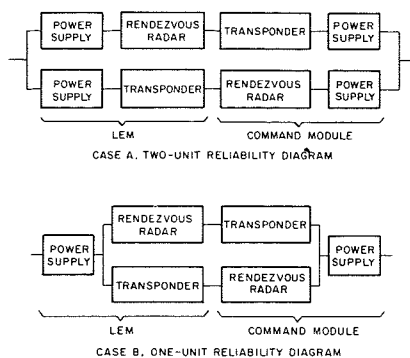 POWER SUPPLY
RENDEZVOUS RADAR
TRANSPONDER
POWER SUPPLY
POWER SUPPLY
TRANSPONDER
RENDEZVOUS RADAR
POWER SUPPLY
LEM
COMMAND MODULE
CASE A, TWO-UNIT RELIABILITY DIAGRAM
RENDEZVOUS RADAR
TRANSPONDER
POWER SUPPLY
POWER SUPPLY
TRANSPONDER
RENDEZVOUS RADAR
LEM
COMMAND MODULE
CASE B, ONE-UNIT RELIABILITY DIAGRAM